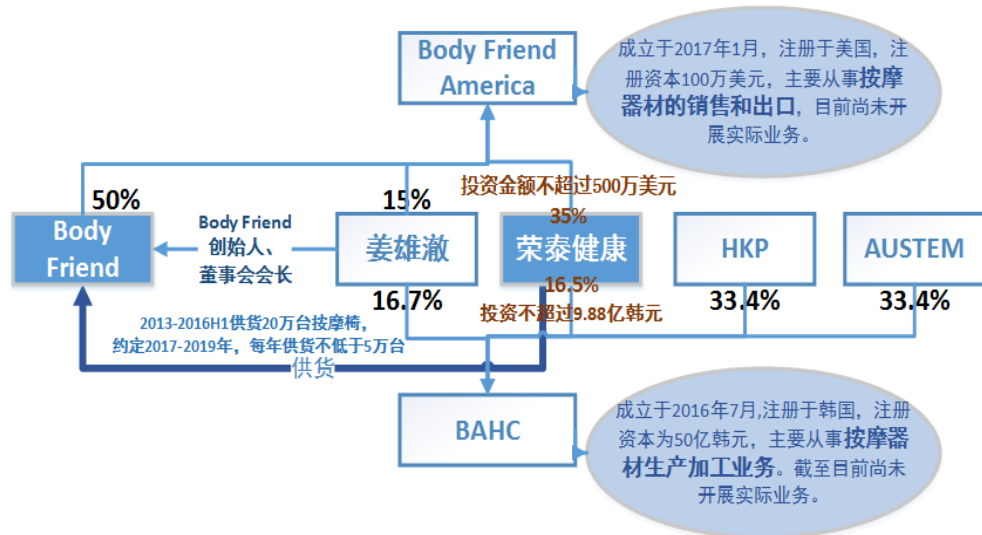 Body Friend
America
成立于2017年1月，注册于美国，注
册资本100万美元，主要从事按摩
器材的销售和出口，目前尚未开
展实际业务。
50%
15%
投资金额不超过500万美元
35%
Body
Friend
Body Friend
创始人、
董事会会长
姜雄澈
荣泰健康
HKP
AUSTEM
16.7%
16.5%
33.4%
33.4%
投资不超过9.88亿韩元
2013-2016H1供货20万台按摩椅，
约定2017-2019年，每年供货不低于5万台
供货
BAHC
成立于2016年7月,注册于韩国，注册
资本为50亿韩元，主要从事按摩器
材生产加工业务。截至目前尚未
开展实际业务。